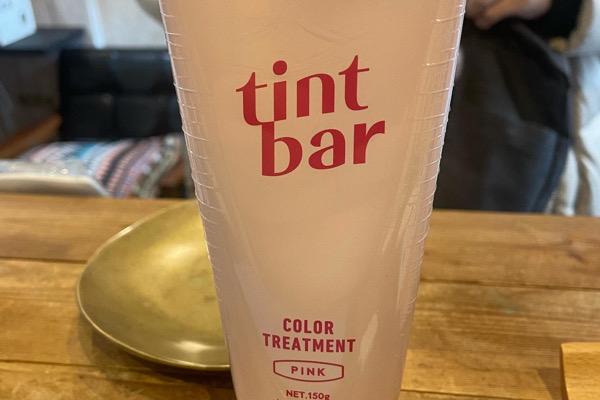 tint
bar
COLOR
TREATMENT
PINK
NET.150g